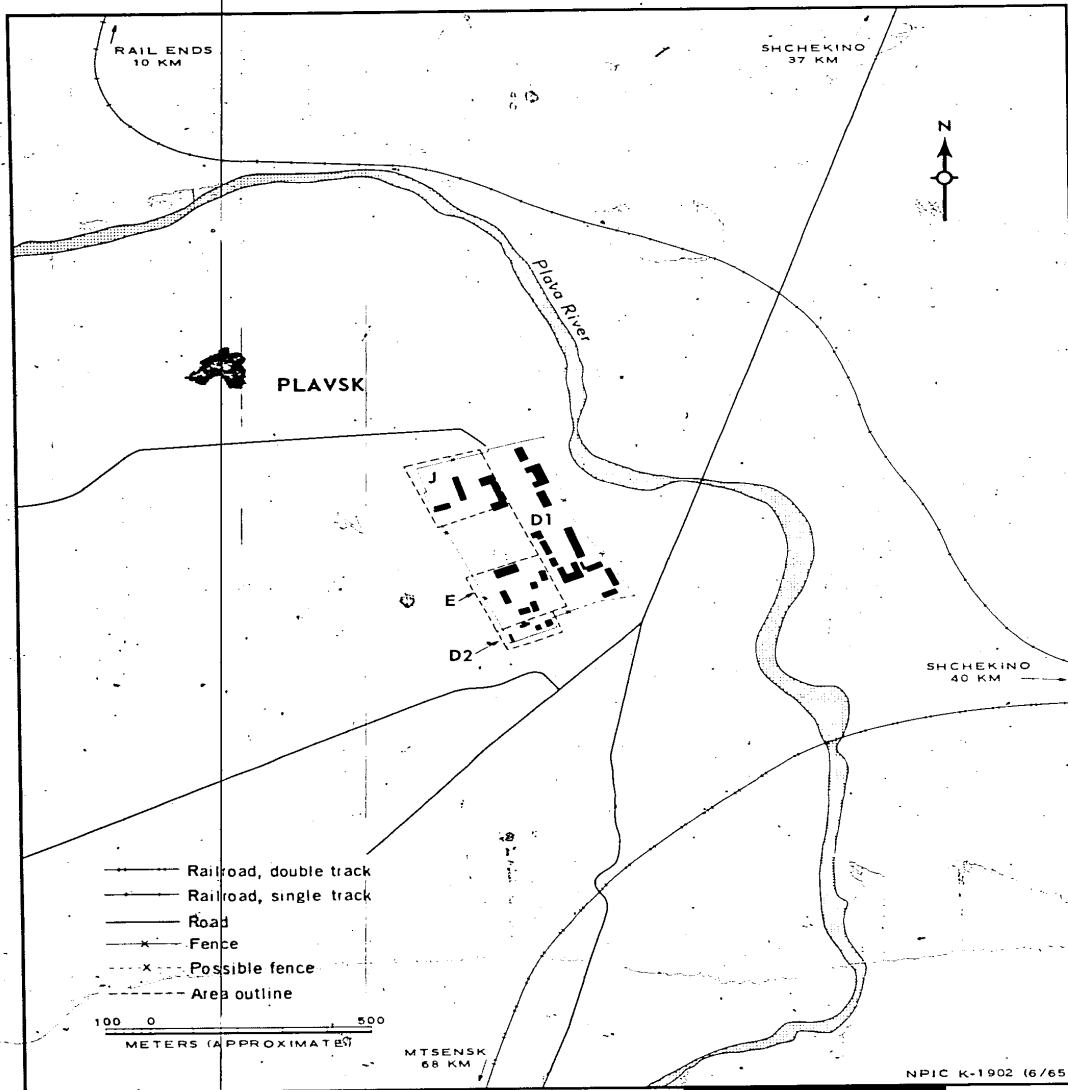 RAIL ENDS
10 KM
SHCHEKINO
37 KM
N
Plava River
PLAVSK
J
D1
E
D2
SHCHEKINO
40 KM
Railroad, double track
Railroad, single track
Road
Fence
Possible fence
Area outline
100 0 500
METERS (APPROXIMATE)
MTSENSK
68 KM
NPIC K-1902 (6/65